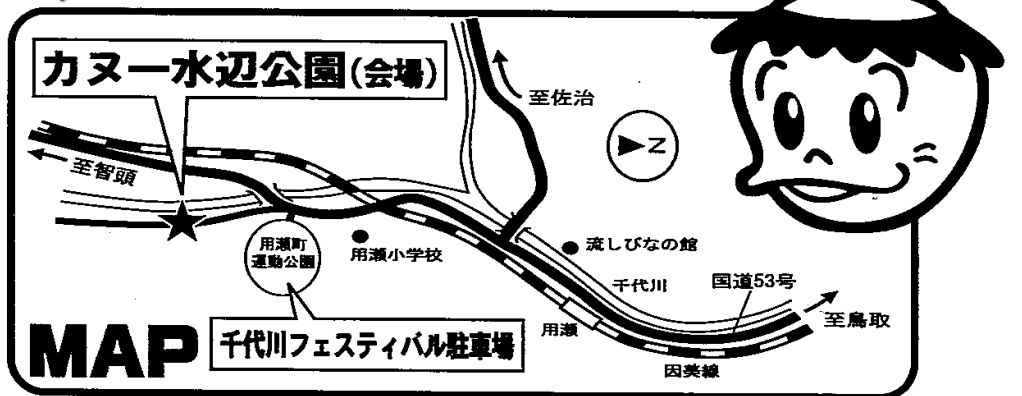 カヌー水辺公園(会場)
至佐治
N
至智頭
用瀬町
運動公園
用瀬小学校
流しびなの館
千代川
国道53号
至鳥取
用瀬
因美線
千代川フェスティバル駐車場
MAP